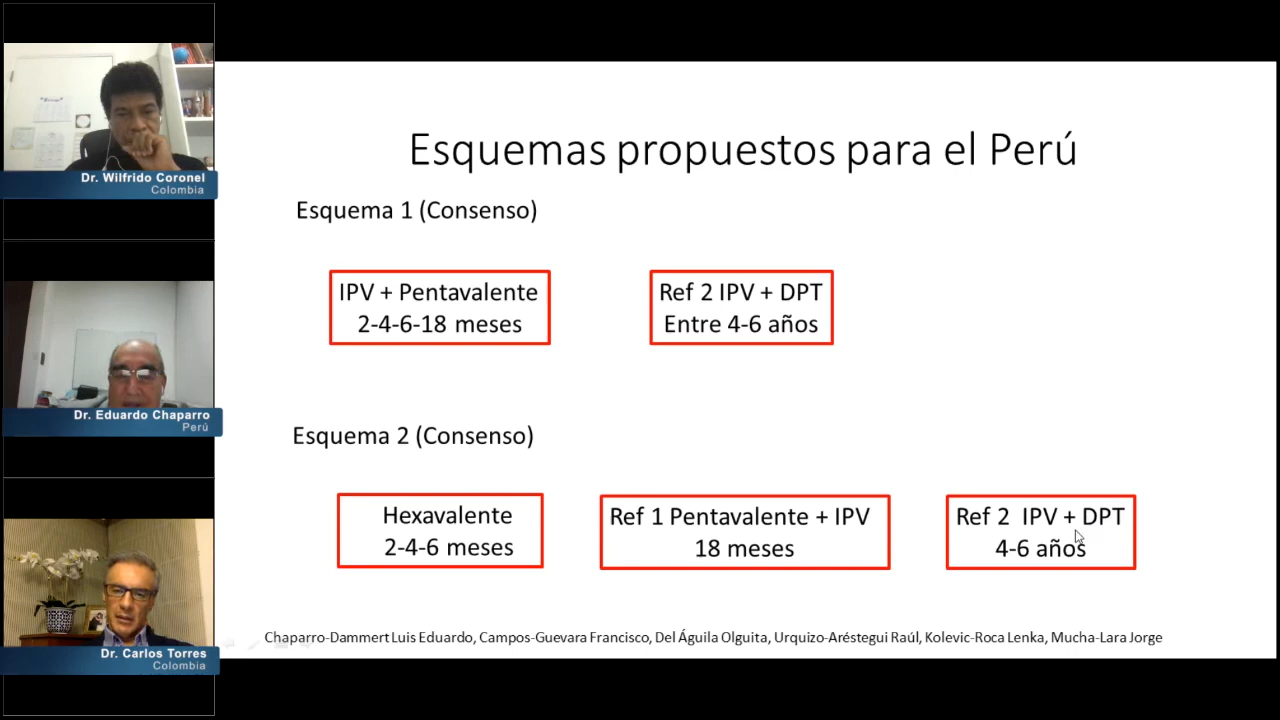 Dr. Wilfrido Coronel
Colombia
Dr. Eduardo Chaparro
Perú
Dr. Carlos Torres
Colombia
Esquemas propuestos para el Perú
Esquema 1 (Consenso)
IPV + Pentavalente
2-4-6-18 meses
Ref 2 IPV + DPT
Entre 4-6 años
Esquema 2 (Consenso)
Hexavalente
2-4-6 meses
Ref 1 Pentavalente + IPV
18 meses
Ref 2 IPV + DPT
4-6 años
Chaparro-Dammert Luis Eduardo, Campos-Guevara Francisco, Del Águila Olguita, Urquizo-Aréstegui Raúl, Kolevic-Roca Lenka, Mucha-Lara Jorge